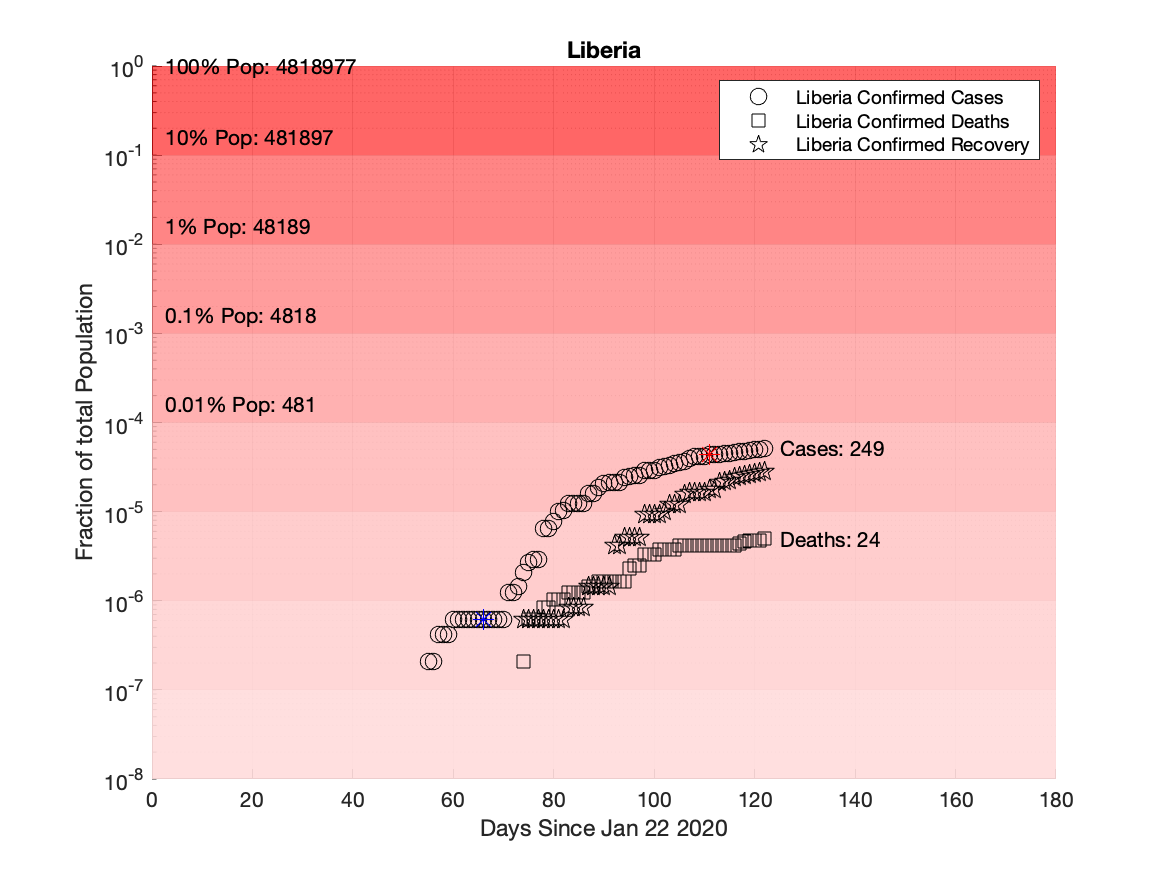 Liberia
10^0
10^-1
10^-2
10^-3
10^-4
10^-5
10^-6
10^-7
10^-8
Fraction of total Population
100% Pop: 4818977
10% Pop: 481897
1% Pop: 48189
0.1% Pop: 4818
0.01% Pop: 481
Liberia Confirmed Cases
Liberia Confirmed Deaths
Liberia Confirmed Recovery
Cases: 249
Deaths: 24
0 20 40 60 80 100 120 140 160 180
Days Since Jan 22 2020